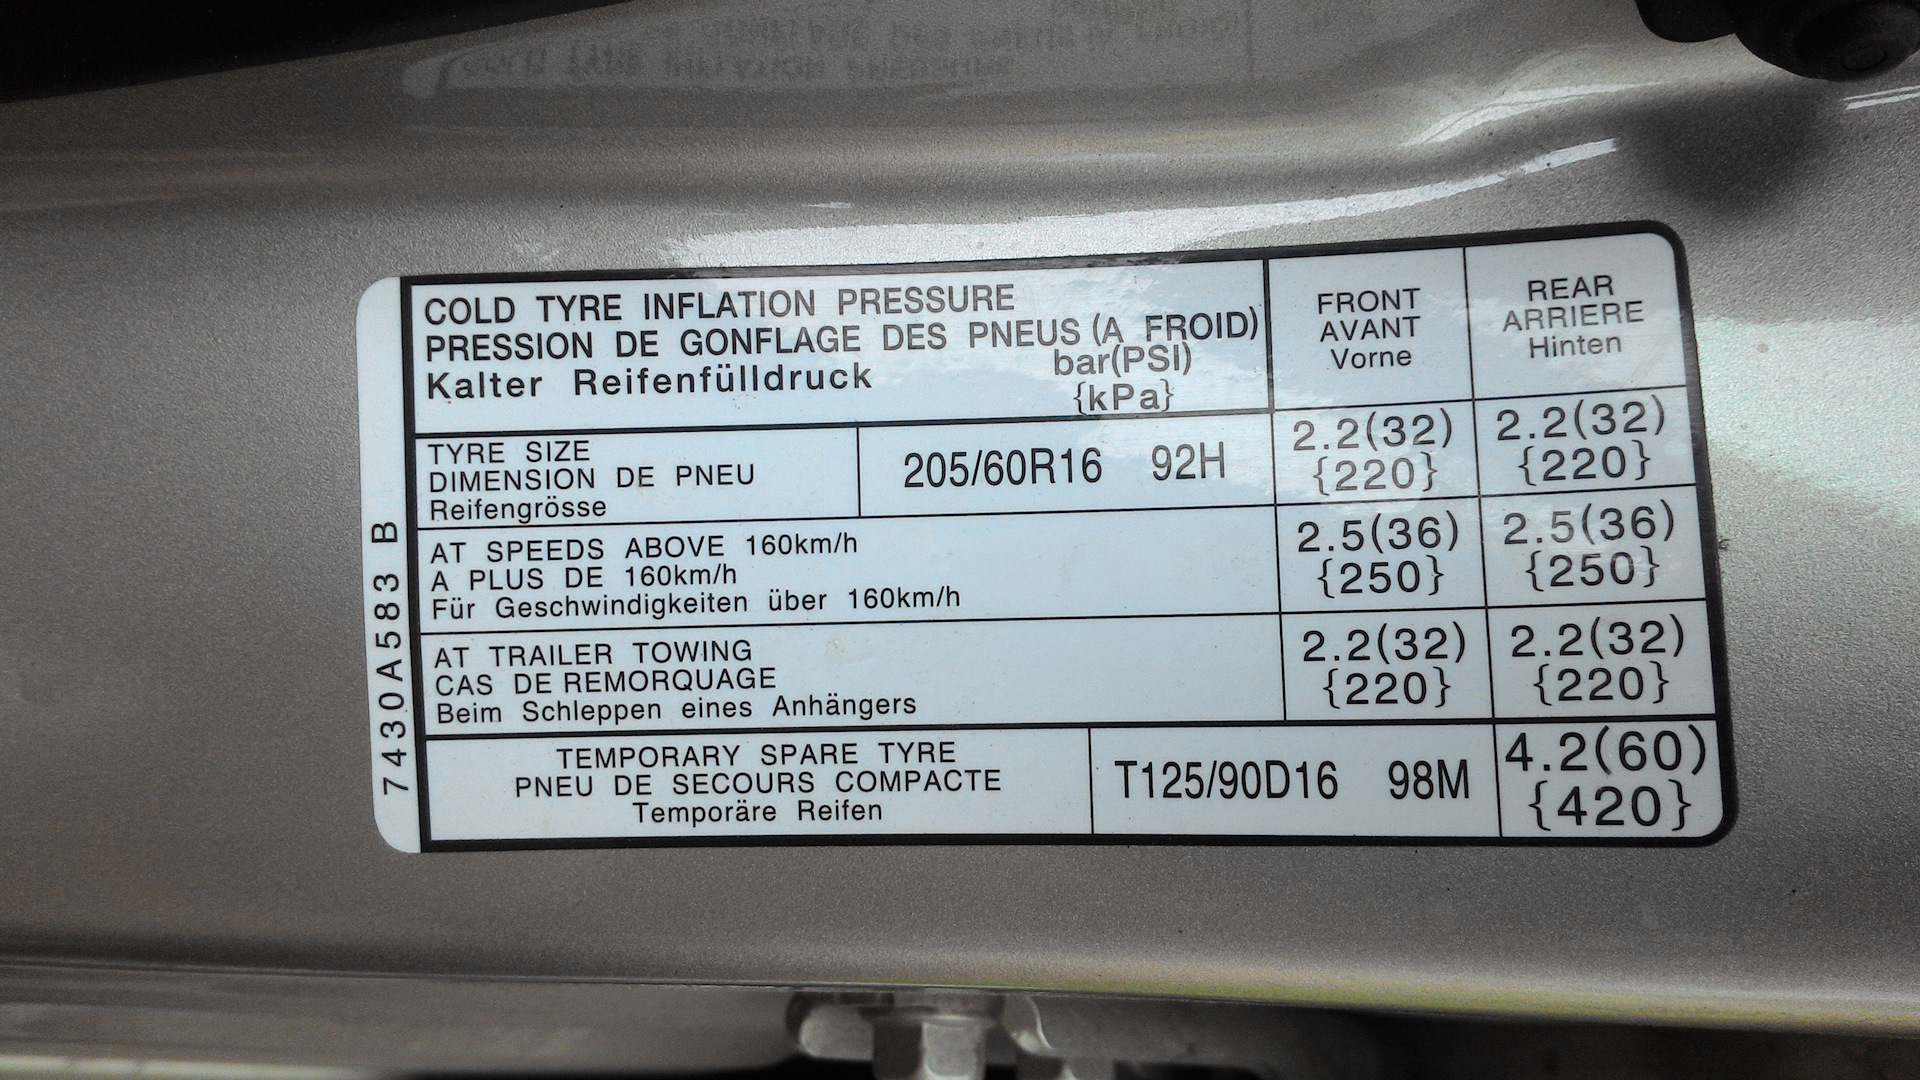 COLD TYRE INFLATION PRESSURE
PRESSION DE GONFLAGE DES PNEUS (A FROID)
Kalter Reifenfülldruck
bar(PSI)
{kPa}
FRONT
AVANT
Vorne
REAR
ARRIERE
Hinten
TYRE SIZE
DIMENSION DE PNEU
Reifengrösse
205/60R16 92H
2.2(32)
{220}
2.2(32)
{220}
AT SPEEDS ABOVE 160km/h
A PLUS DE 160km/h
Für Geschwindigkeiten über 160km/h
2.5(36)
{250}
2.5(36)
{250}
AT TRAILER TOWING
CAS DE REMORQUAGE
Beim Schleppen eines Anhängers
2.2(32)
{220}
2.2(32)
{220}
TEMPORARY SPARE TYRE
PNEU DE SECOURS COMPACTE
Temporäre Reifen
T125/90D16 98M
4.2(60)
{420}
7430A583 B